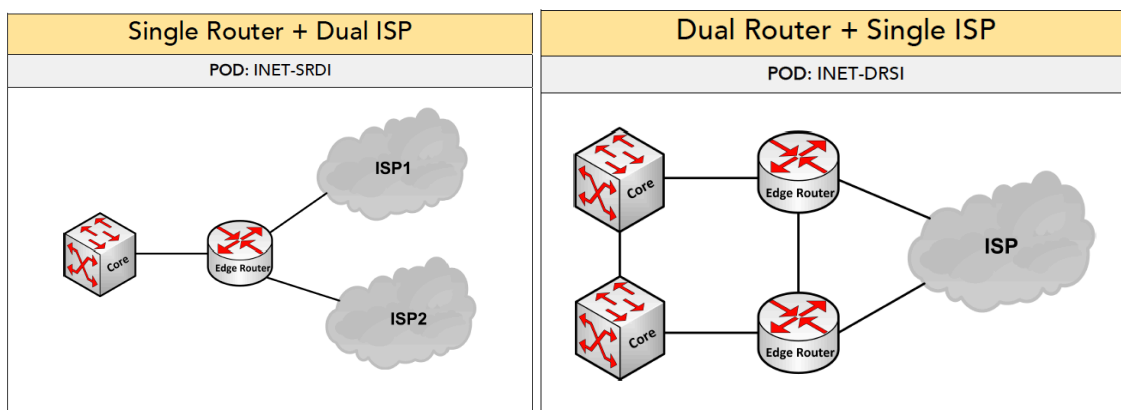 Single Router + Dual ISP
POD: INET-SRDI
ISP1
Core
Edge Router
ISP2
Dual Router + Single ISP
POD: INET-DRSI
Core
Edge Router
ISP
Core
Edge Router